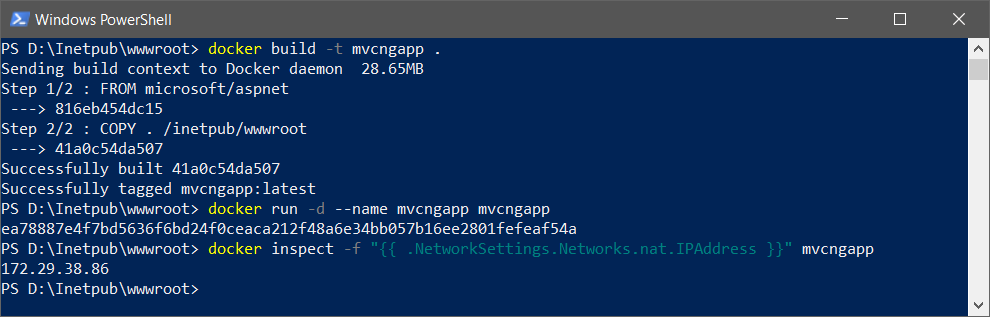 Windows PowerShell
PS D:\Inetpub\wwwroot> docker build -t mvcngapp .
Sending build context to Docker daemon  28.65MB
Step 1/2 : FROM microsoft/aspnet
 ---> 816eb454dc15
Step 2/2 : COPY . /inetpub/wwwroot
 ---> 41a0c54da507
Successfully built 41a0c54da507
Successfully tagged mvcngapp:latest
PS D:\Inetpub\wwwroot> docker run -d --name mvcngapp mvcngapp
ea78887e4f7bd5636f6bd24f0ceaca212f48a6e34bb057b16ee2801fefeaf54a
PS D:\Inetpub\wwwroot> docker inspect -f "{{ .NetworkSettings.Networks.nat.IPAddress }}" mvcngapp
172.29.38.86
PS D:\Inetpub\wwwroot>